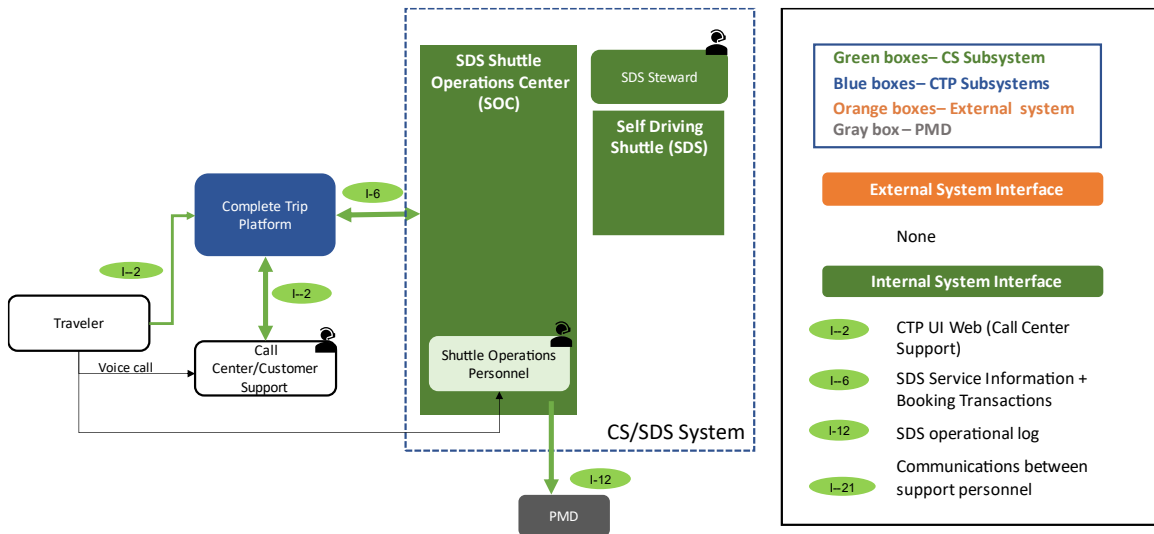 SDS Shuttle
Operations Center
(SOC)
SDS Steward
Self Driving
Shuttle (SDS)
I-6
Complete Trip
Platform
I--2
I--2
Traveler
Voice call
Call
Center/Customer
Support
Shuttle Operations
Personnel
CS/SDS System
I-12
PMD
Green boxes– CS Subsystem
Blue boxes– CTP Subsystems
Orange boxes– External system
Gray box – PMD
External System Interface
None
Internal System Interface
I--2
CTP UI Web (Call Center
Support)
I--6
SDS Service Information +
Booking Transactions
I-12
SDS operational log
I--21
Communications between
support personnel